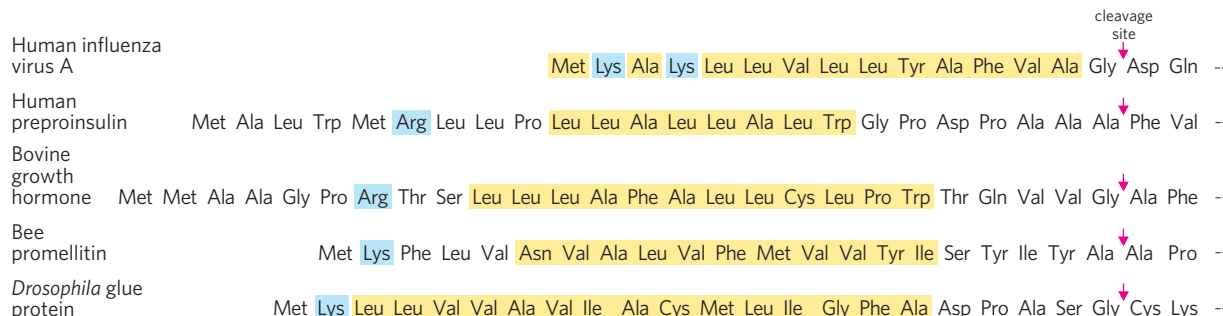 cleavage
site
Human influenza
virus A Met Lys Ala Lys Leu Leu Val Leu Leu Tyr Ala Phe Val Ala Gly Asp Gln --
Human
preproinsulin Met Ala Leu Trp Met Arg Leu Leu Pro Leu Leu Ala Leu Leu Ala Leu Trp Gly Pro Asp Pro Ala Ala Ala Phe Val --
Bovine
growth
hormone Met Met Ala Ala Gly Pro Arg Thr Ser Leu Leu Leu Ala Phe Ala Leu Leu Cys Leu Pro Trp Thr Gln Val Val Gly Ala Phe --
Bee
promellitin Met Lys Phe Leu Val Asn Val Ala Leu Val Phe Met Val Val Tyr Ile Ser Tyr Ile Tyr Ala Ala Pro --
Drosophila glue
protein Met Lys Leu Leu Val Val Ala Val Ile Ala Cys Met Leu Ile Gly Phe Ala Asp Pro Ala Ser Gly Cys Lys --